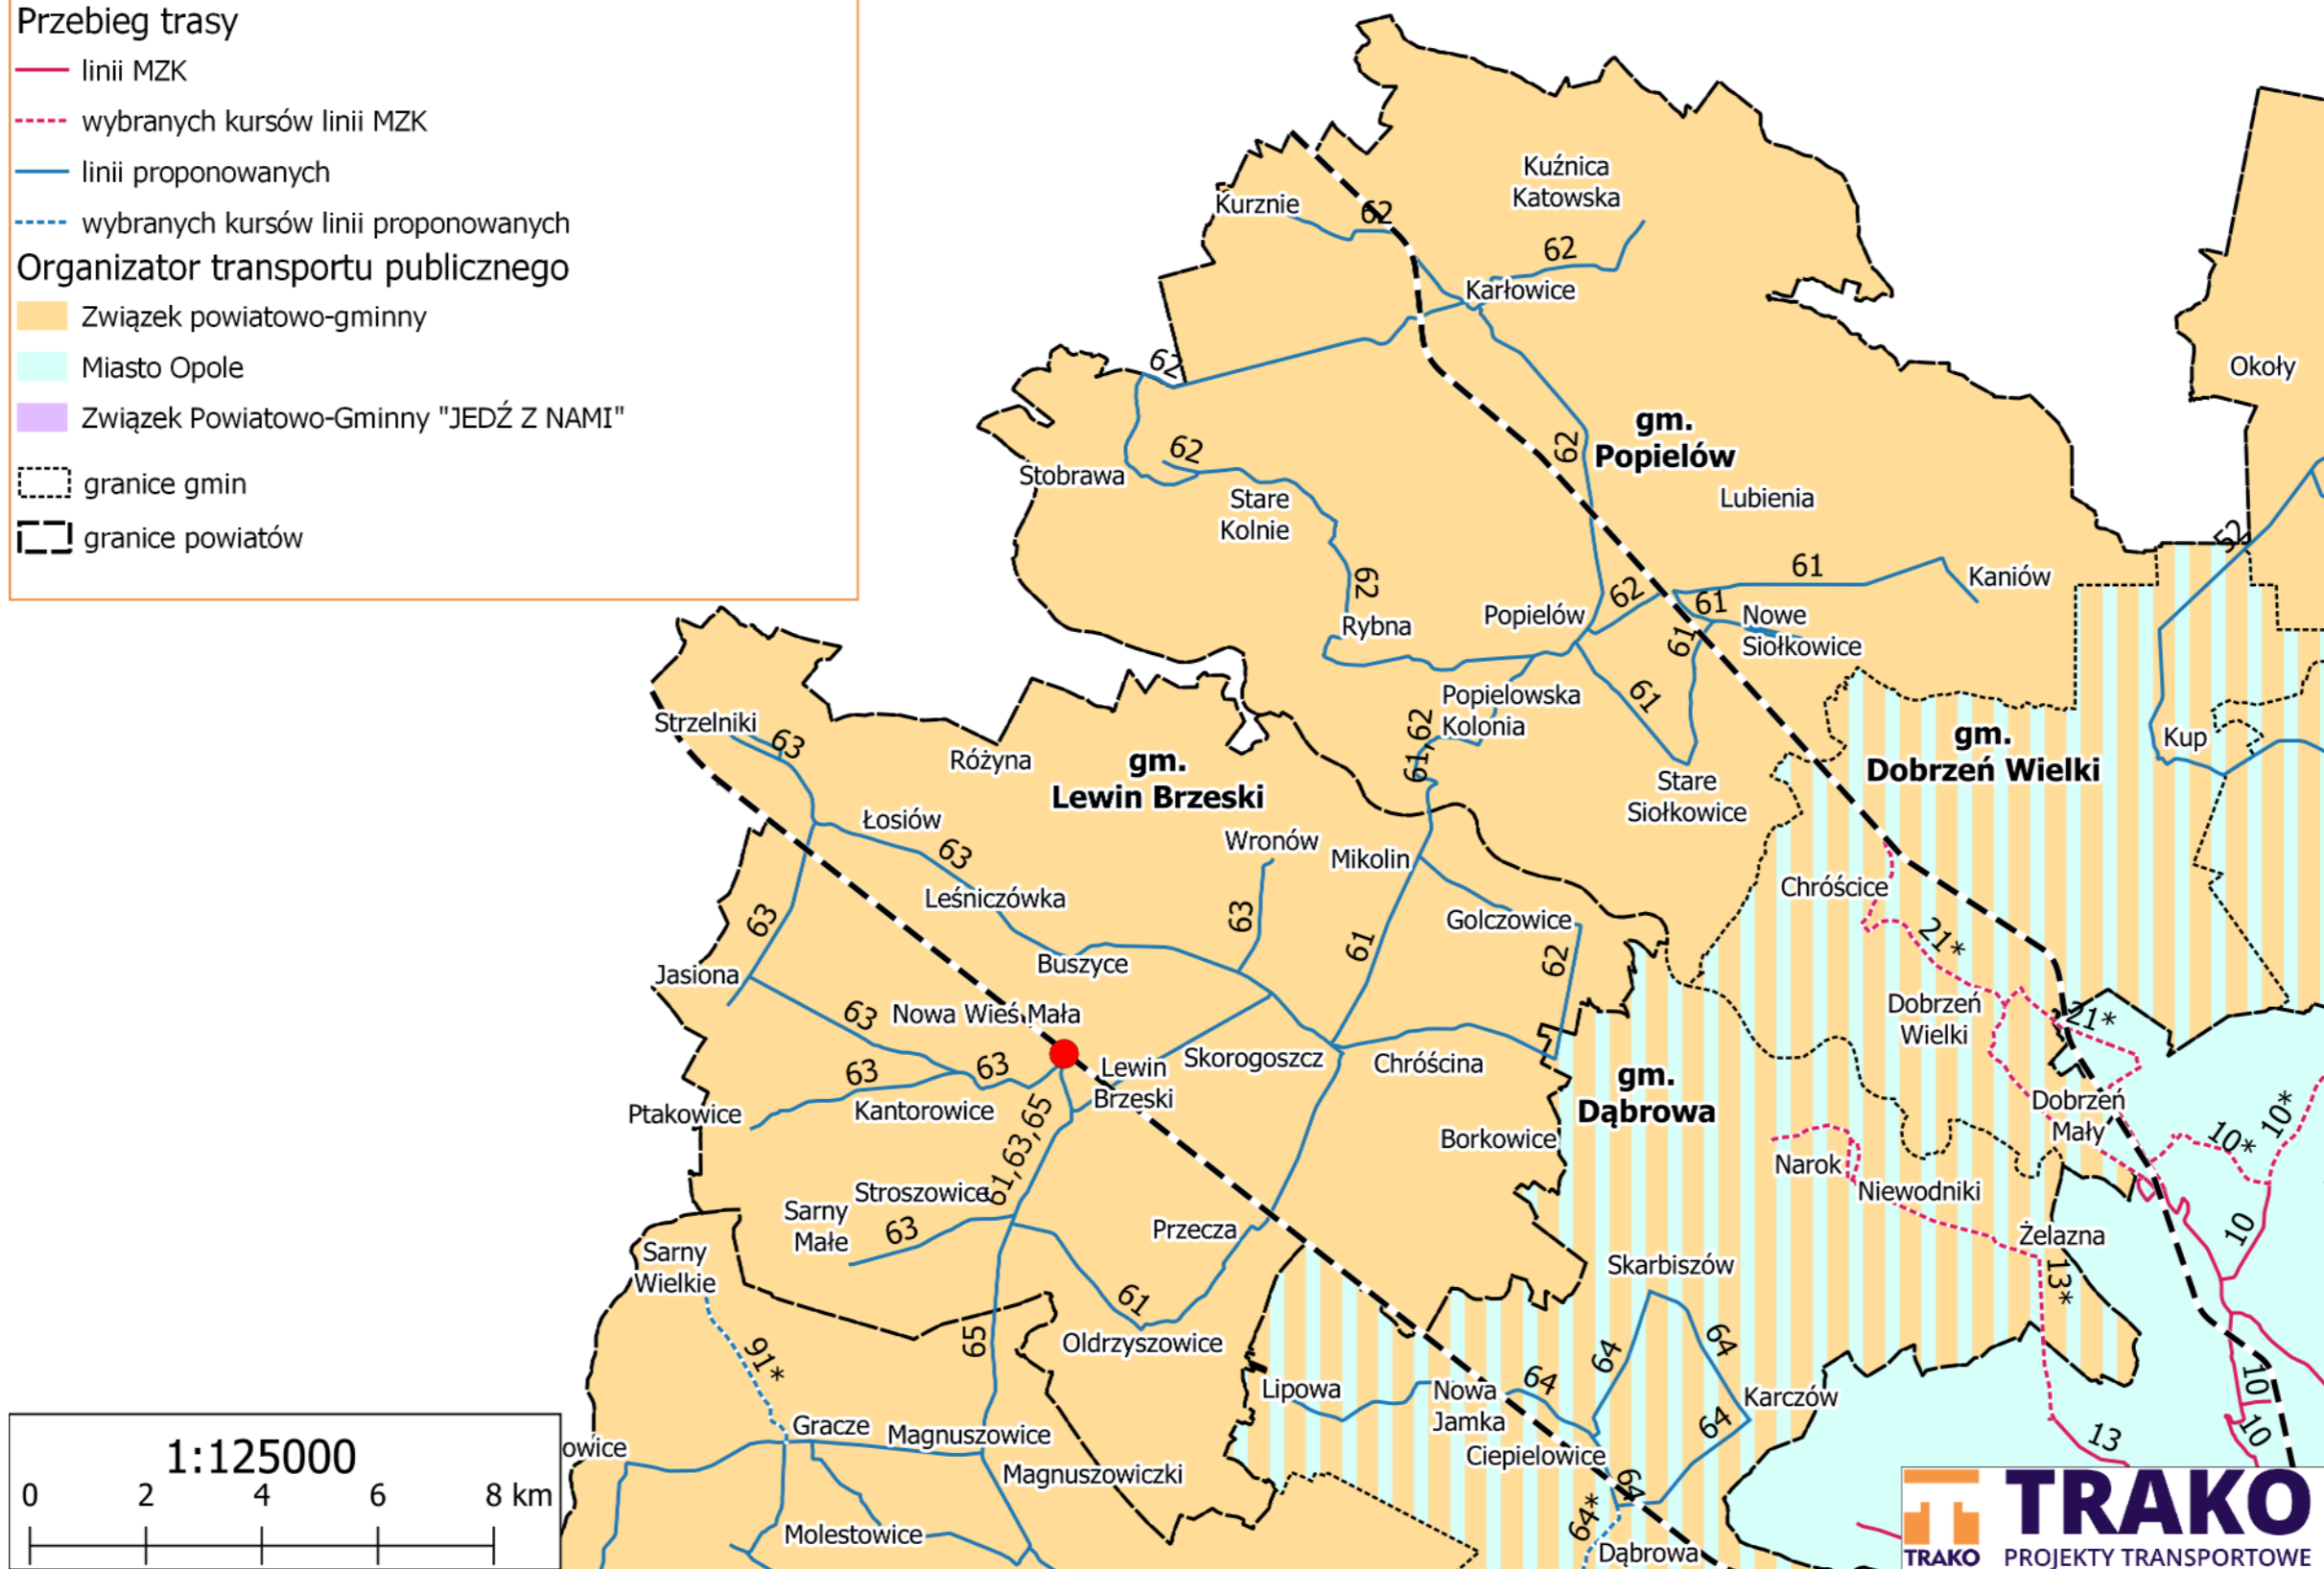 Przebieg trasy
linii MZK
wybranych kursów linii MZK
linii proponowanych
wybranych kursów linii proponowanych
Organizator transportu publicznego
Związek powiatowo-gminny
Miasto Opole
Związek Powiatowo-Gminny "JEDŹ Z NAMI"
granice gmin
granice powiatów
Kuźnica
Katowska
Kurznie
62
62
Karłowice
62
Okoły
gm.
Popielów
62
62
Stobrawa
Stare
Kolnie
Lubienia
52
62
61
Kaniów
62
61
Nowe
Siołkowice
Popielów
Rybna
61
61
Popielowska
Kolonia
61,62
Stare
Siołkowice
gm.
Dobrzeń Wielki
Kup
Strzelniki
63
Różyna
gm.
Lewin Brzeski
Łosiów
63
Wronów
Mikolin
Leśniczówka
63
63
61
Golczowice
62
Chróścice
21*
Jasiona
Buszyce
63
Nowa Wieś Mała
Dobrzeń
Wielki
21*
63
63
Lewin
Brzeski
Skorogoszcz
Chróścina
gm.
Dąbrowa
Ptakowice
Kantorowice
61,63,65
Borkowice
Dobrzeń
Mały
10*
10*
Narok
Niewodniki
Stroszowice
Sarny
Małe
63
Przecza
Żelazna
10
13*
Sarny
Wielkie
Skarbiszów
61
65
Oldrzyszowice
91*
64
64
64
Lipowa
Nowa
Jamka
Karczów
64
10
10
13
Gracze
Magnuszowice
owice
Ciepielowice
Magnuszowiczki
64
64*
Molestowice
Dąbrowa
1:125000
0 2 4 6 8 km
TRAKO
TRAKO
PROJEKTY TRANSPORTOWE